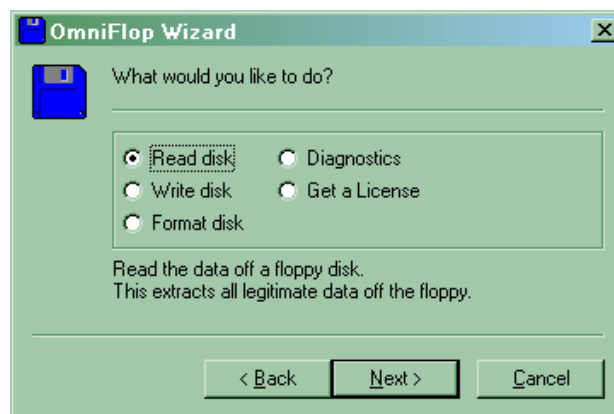 OmniFlop Wizard
What would you like to do?
Read disk Diagnostics
Write disk Get a License
Format disk
Read the data off a floppy disk.
This extracts all legitimate data off the floppy.
< Back Next > Cancel